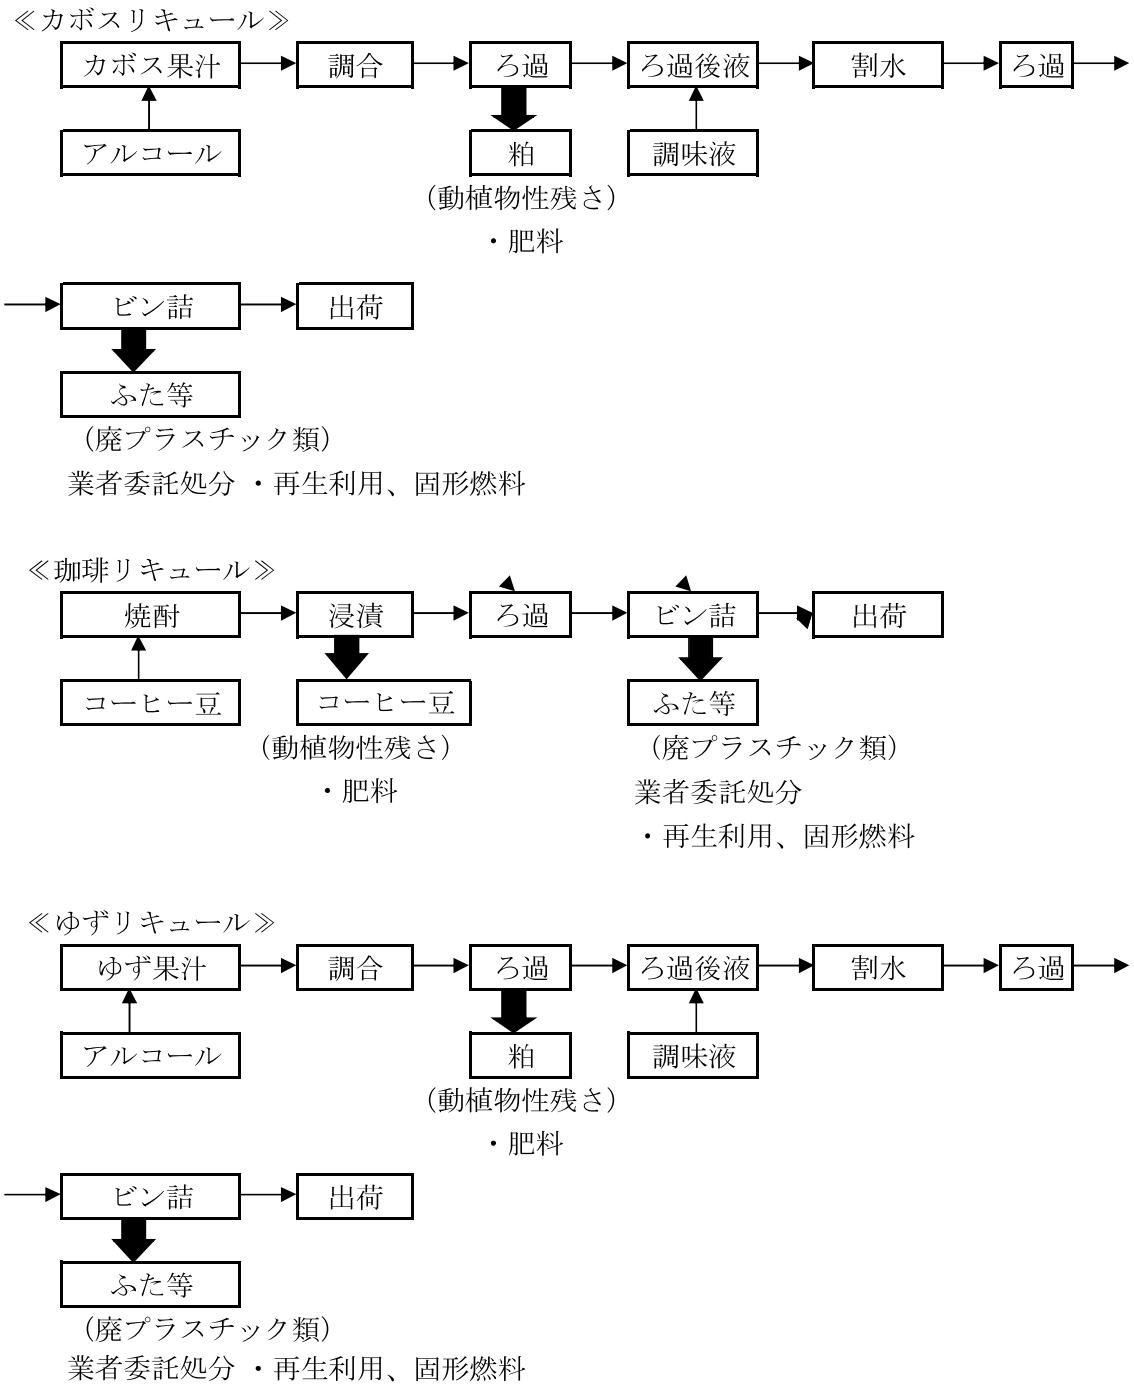 ≪カボスリキュール≫
カボス果汁 調合 ろ過 ろ過後液 割水 ろ過
アルコール 粕 調味液
（動植物性残さ）
・肥料
ビン詰 出荷
ふた等
（廃プラスチック類）
業者委託処分 ・再生利用、固形燃料
≪珈琲リキュール≫
焼酎 浸漬 ろ過 ビン詰 出荷
コーヒー豆 コーヒー豆 ふた等
（動植物性残さ） （廃プラスチック類）
・肥料 業者委託処分
・再生利用、固形燃料
≪ゆずリキュール≫
ゆず果汁 調合 ろ過 ろ過後液 割水 ろ過
アルコール 粕 調味液
（動植物性残さ）
・肥料
ビン詰 出荷
ふた等
（廃プラスチック類）
業者委託処分 ・再生利用、固形燃料